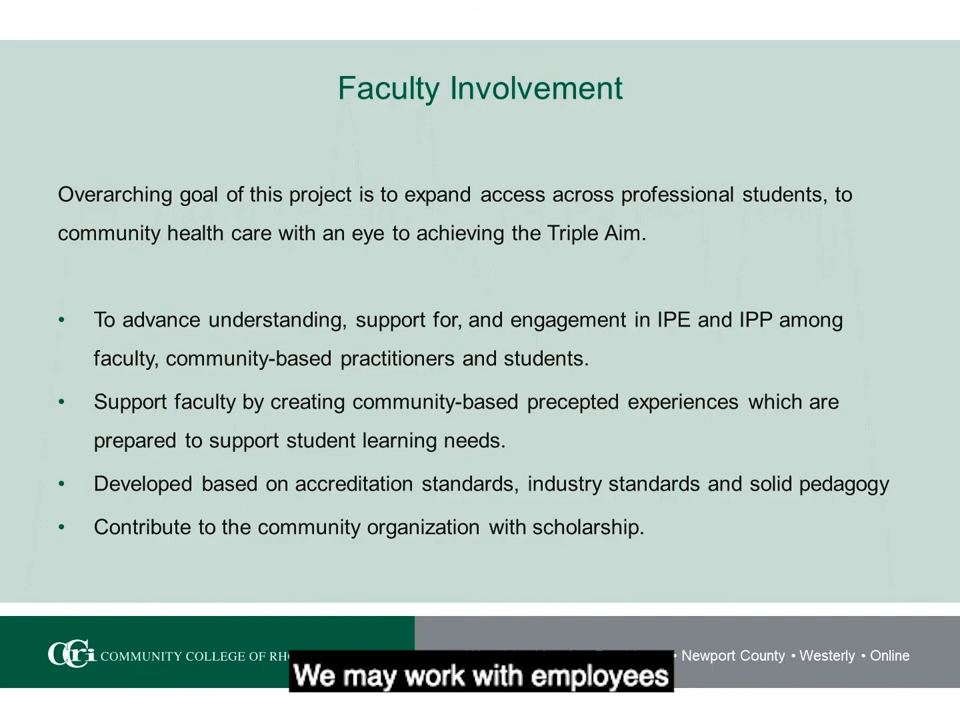 Faculty Involvement
Overarching goal of this project is to expand access across professional students, to
community health care with an eye to achieving the Triple Aim.
• To advance understanding, support for, and engagement in IPE and IPP among
faculty, community-based practitioners and students.
• Support faculty by creating community-based precepted experiences which are
prepared to support student learning needs.
• Developed based on accreditation standards, industry standards and solid pedagogy
• Contribute to the community organization with scholarship.
CCri COMMUNITY COLLEGE OF
• Newport County • Westerly • Online
We may work with employees